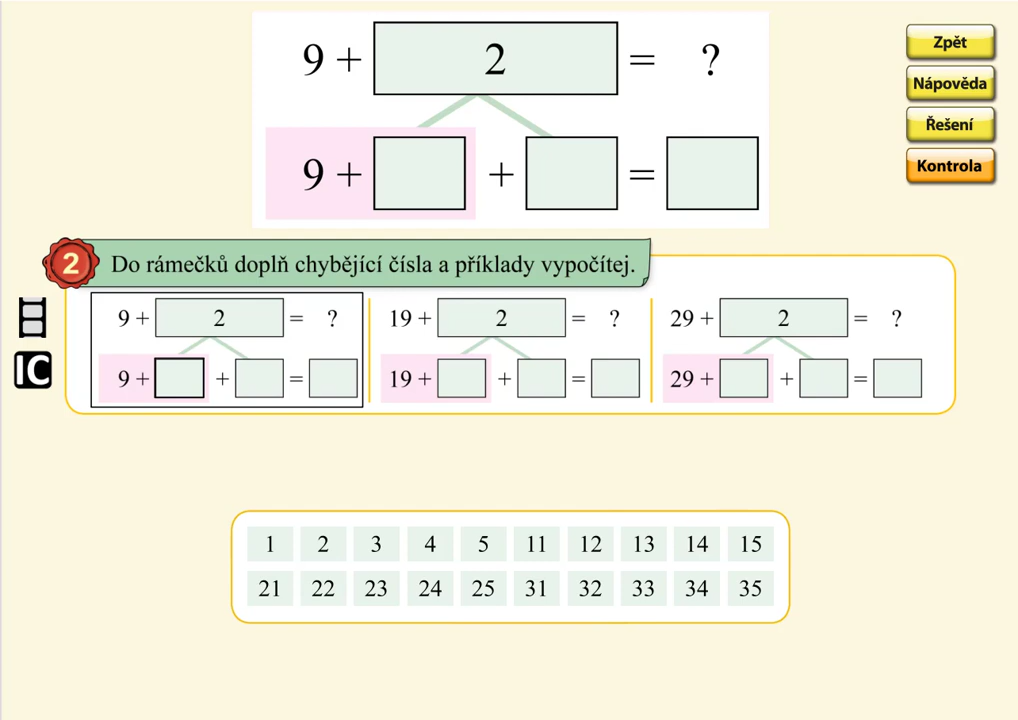 9 + 2 = ?
9 + + =
Zpět
Nápověda
Řešení
Kontrola
2 Do rámečků doplň chybějící čísla a příklady vypočítej.
9 + 2 = ? 19 + 2 = ? 29 + 2 = ?
9 + + = 19 + + = 29 + + =
IC
1 2 3 4 5 11 12 13 14 15
21 22 23 24 25 31 32 33 34 35